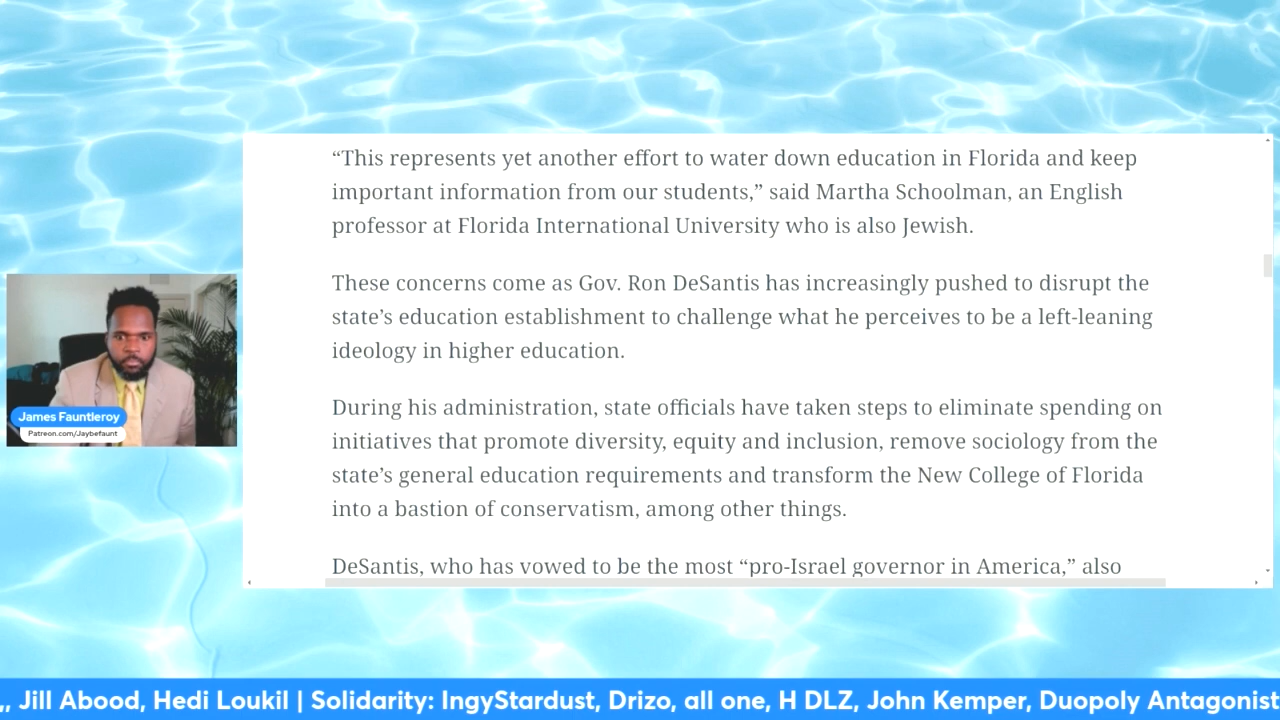 “This represents yet another effort to water down education in Florida and keep
important information from our students,” said Martha Schoolman, an English
professor at Florida International University who is also Jewish.
These concerns come as Gov. Ron DeSantis has increasingly pushed to disrupt the
state’s education establishment to challenge what he perceives to be a left-leaning
ideology in higher education.
During his administration, state officials have taken steps to eliminate spending on
initiatives that promote diversity, equity and inclusion, remove sociology from the
state’s general education requirements and transform the New College of Florida
into a bastion of conservatism, among other things.
DeSantis, who has vowed to be the most “pro-Israel governor in America,” also
James Fauntleroy
Patreon.com/Jaybefaunt
,, Jill Abood, Hedi Loukil | Solidarity: IngyStardust, Drizo, all one, H DLZ, John Kemper, Duopoly Antagonist